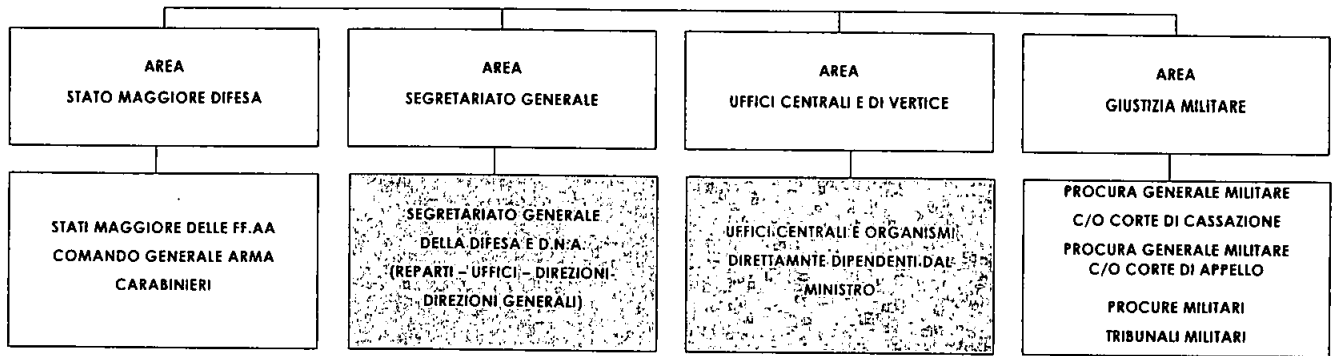 AREA
STATO MAGGIORE DIFESA
AREA
SEGRETARIATO GENERALE
AREA
UFFICI CENTRALI E DI VERTICE
AREA
GIUSTIZIA MILITARE
STATI MAGGIORE DELLE FF.AA
COMANDO GENERALE ARMA
CARABINIERI
SEGRETARIATO GENERALE
DELLA DIFESA E D.N.A.
(REPARTI – UFFICI – DIREZIONI-
DIREZIONI GENERALI)
UFFICI CENTRALI E ORGANISMI
DIRETTAMNTE DIPENDENTI DAL
MINISTRO
PROCURA GENERALE MILITARE
C/O CORTE DI CASSAZIONE
PROCURA GENERALE MILITARE
C/O CORTE DI APPELLO
PROCURE MILITARI
TRIBUNALI MILITARI